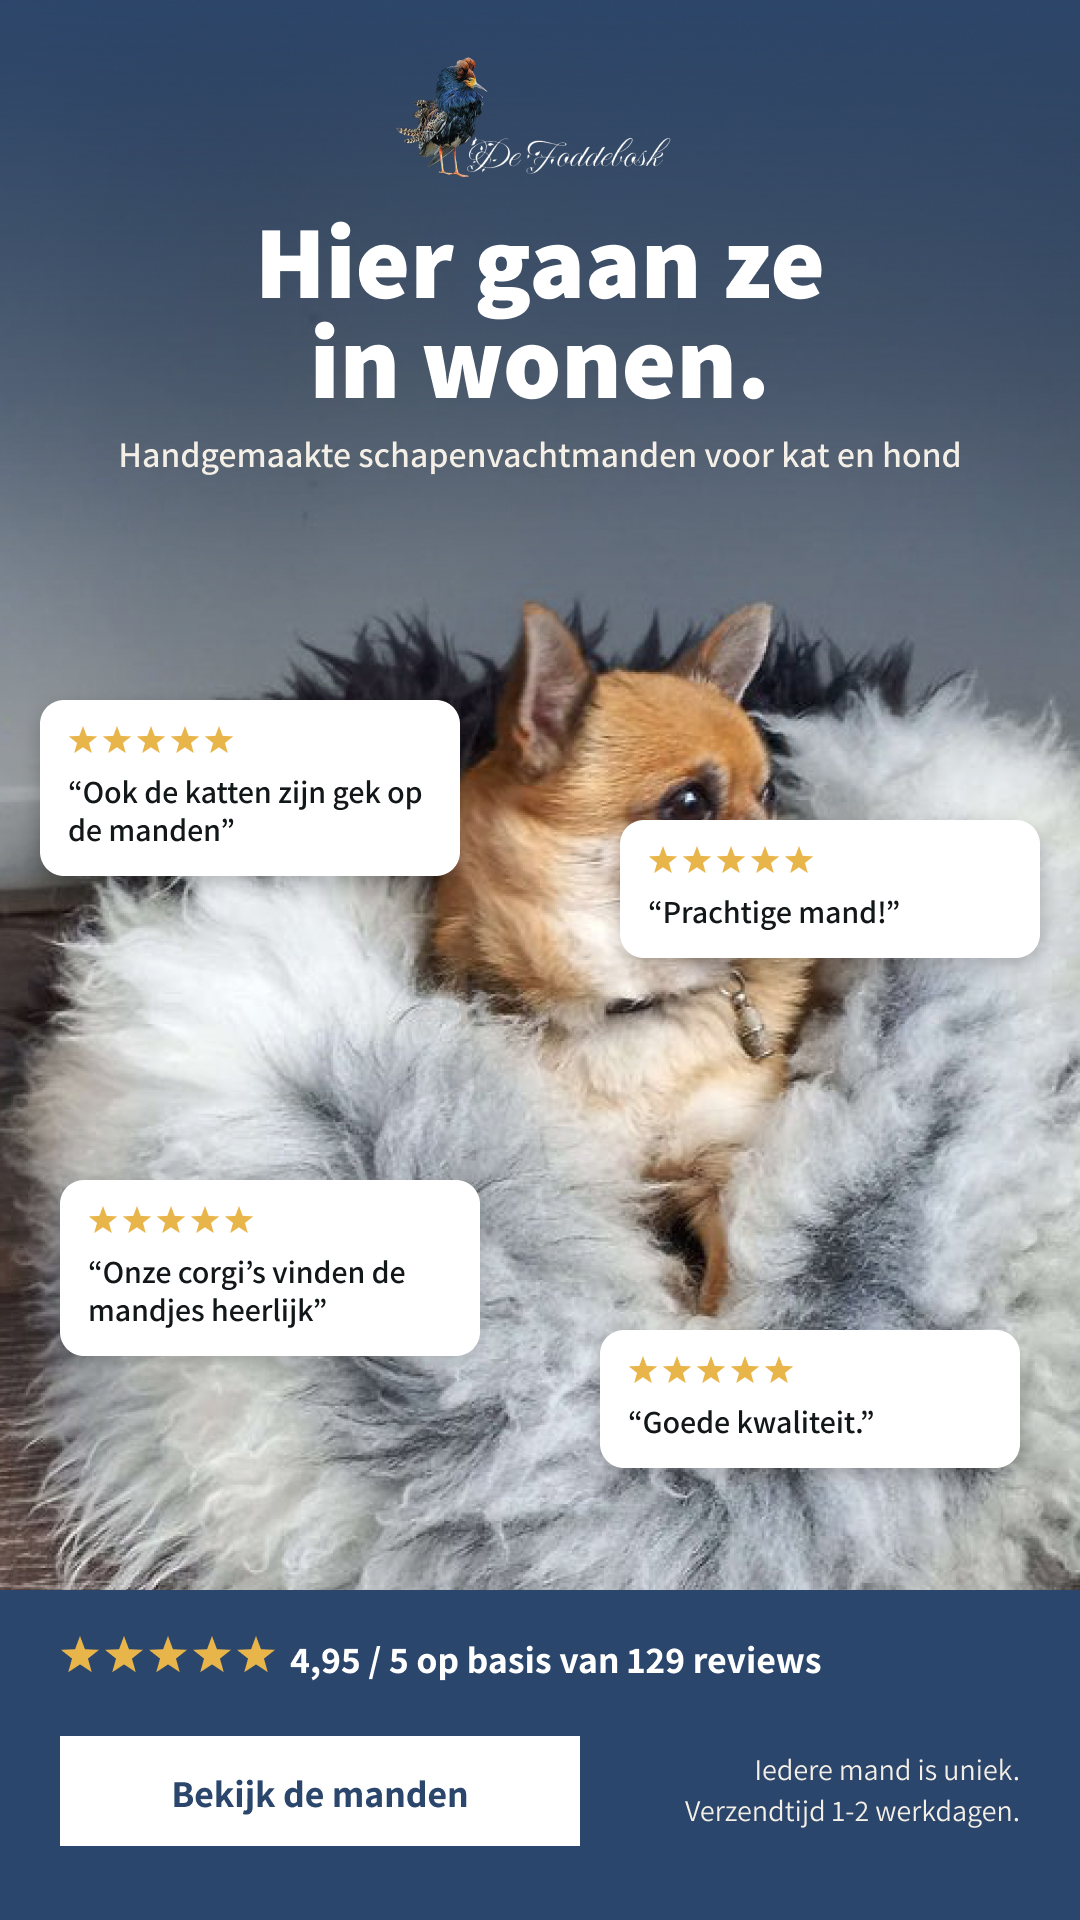 De Foddebosk
Hier gaan ze
in wonen.
Handgemaakte schapenvachtmanden voor kat en hond
“Ook de katten zijn gek op
de manden”
“Prachtige mand!”
“Onze corgi’s vinden de
mandjes heerlijk”
“Goede kwaliteit.”
4,95 / 5 op basis van 129 reviews
Bekijk de manden
Iedere mand is uniek.
Verzendtijd 1-2 werkdagen.